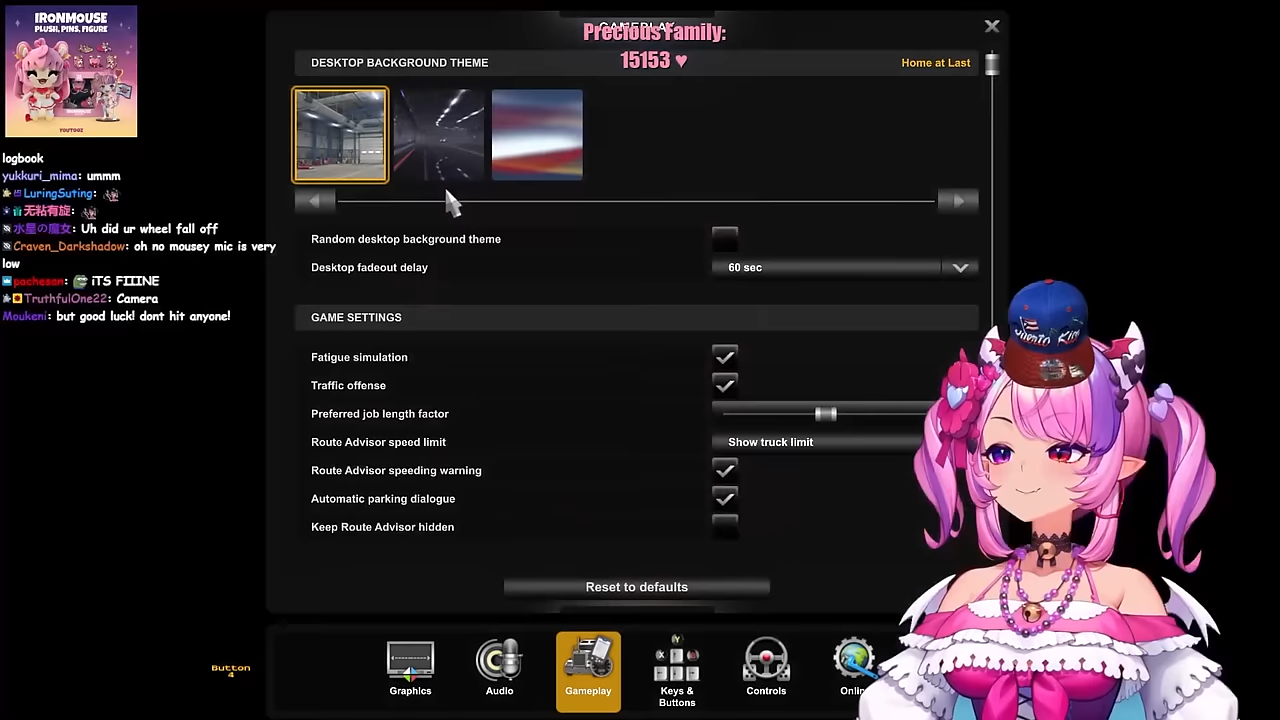 IRONMOUSE
PLUSH, PINS, FIGURE
YOUTOOZ
logbook
yukkuri_mima: ummm
LuringSuting:
无粘有旋:
水星の魔女: Uh did ur wheel fall off
Craven_Darkshadow: oh no mousey mic is very
low
pachesan: iTS FIIINE
TruthfulOne22: Camera
Moukeni: but good luck! dont hit anyone!
GAMEPLAY
Precious Family:
15153 ♥
DESKTOP BACKGROUND THEME
Home at Last
Random desktop background theme
Desktop fadeout delay
60 sec
GAME SETTINGS
Fatigue simulation
Traffic offense
Preferred job length factor
Route Advisor speed limit
Show truck limit
Route Advisor speeding warning
Automatic parking dialogue
Keep Route Advisor hidden
Reset to defaults
Button
4
Graphics
Audio
Gameplay
Keys &
Buttons
Controls
Puerto Rico